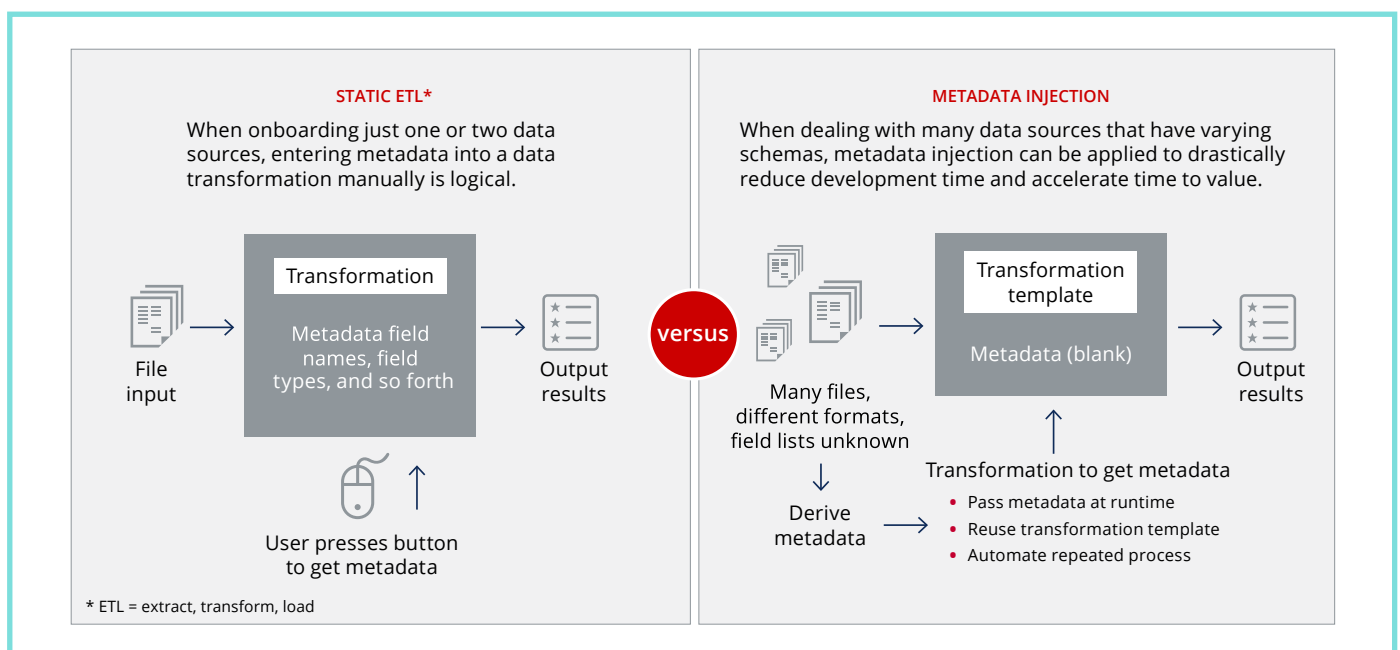 STATIC ETL*
When onboarding just one or two data
sources, entering metadata into a data
transformation manually is logical.
Transformation
Metadata field
names, field
types, and so forth
File
input
Output
results
User presses button
to get metadata
* ETL = extract, transform, load
versus
METADATA INJECTION
When dealing with many data sources that have varying
schemas, metadata injection can be applied to drastically
reduce development time and accelerate time to value.
Transformation
template
Metadata (blank)
Many files,
different formats,
field lists unknown
Output
results
Derive
metadata
Transformation to get metadata
• Pass metadata at runtime
• Reuse transformation template
• Automate repeated process